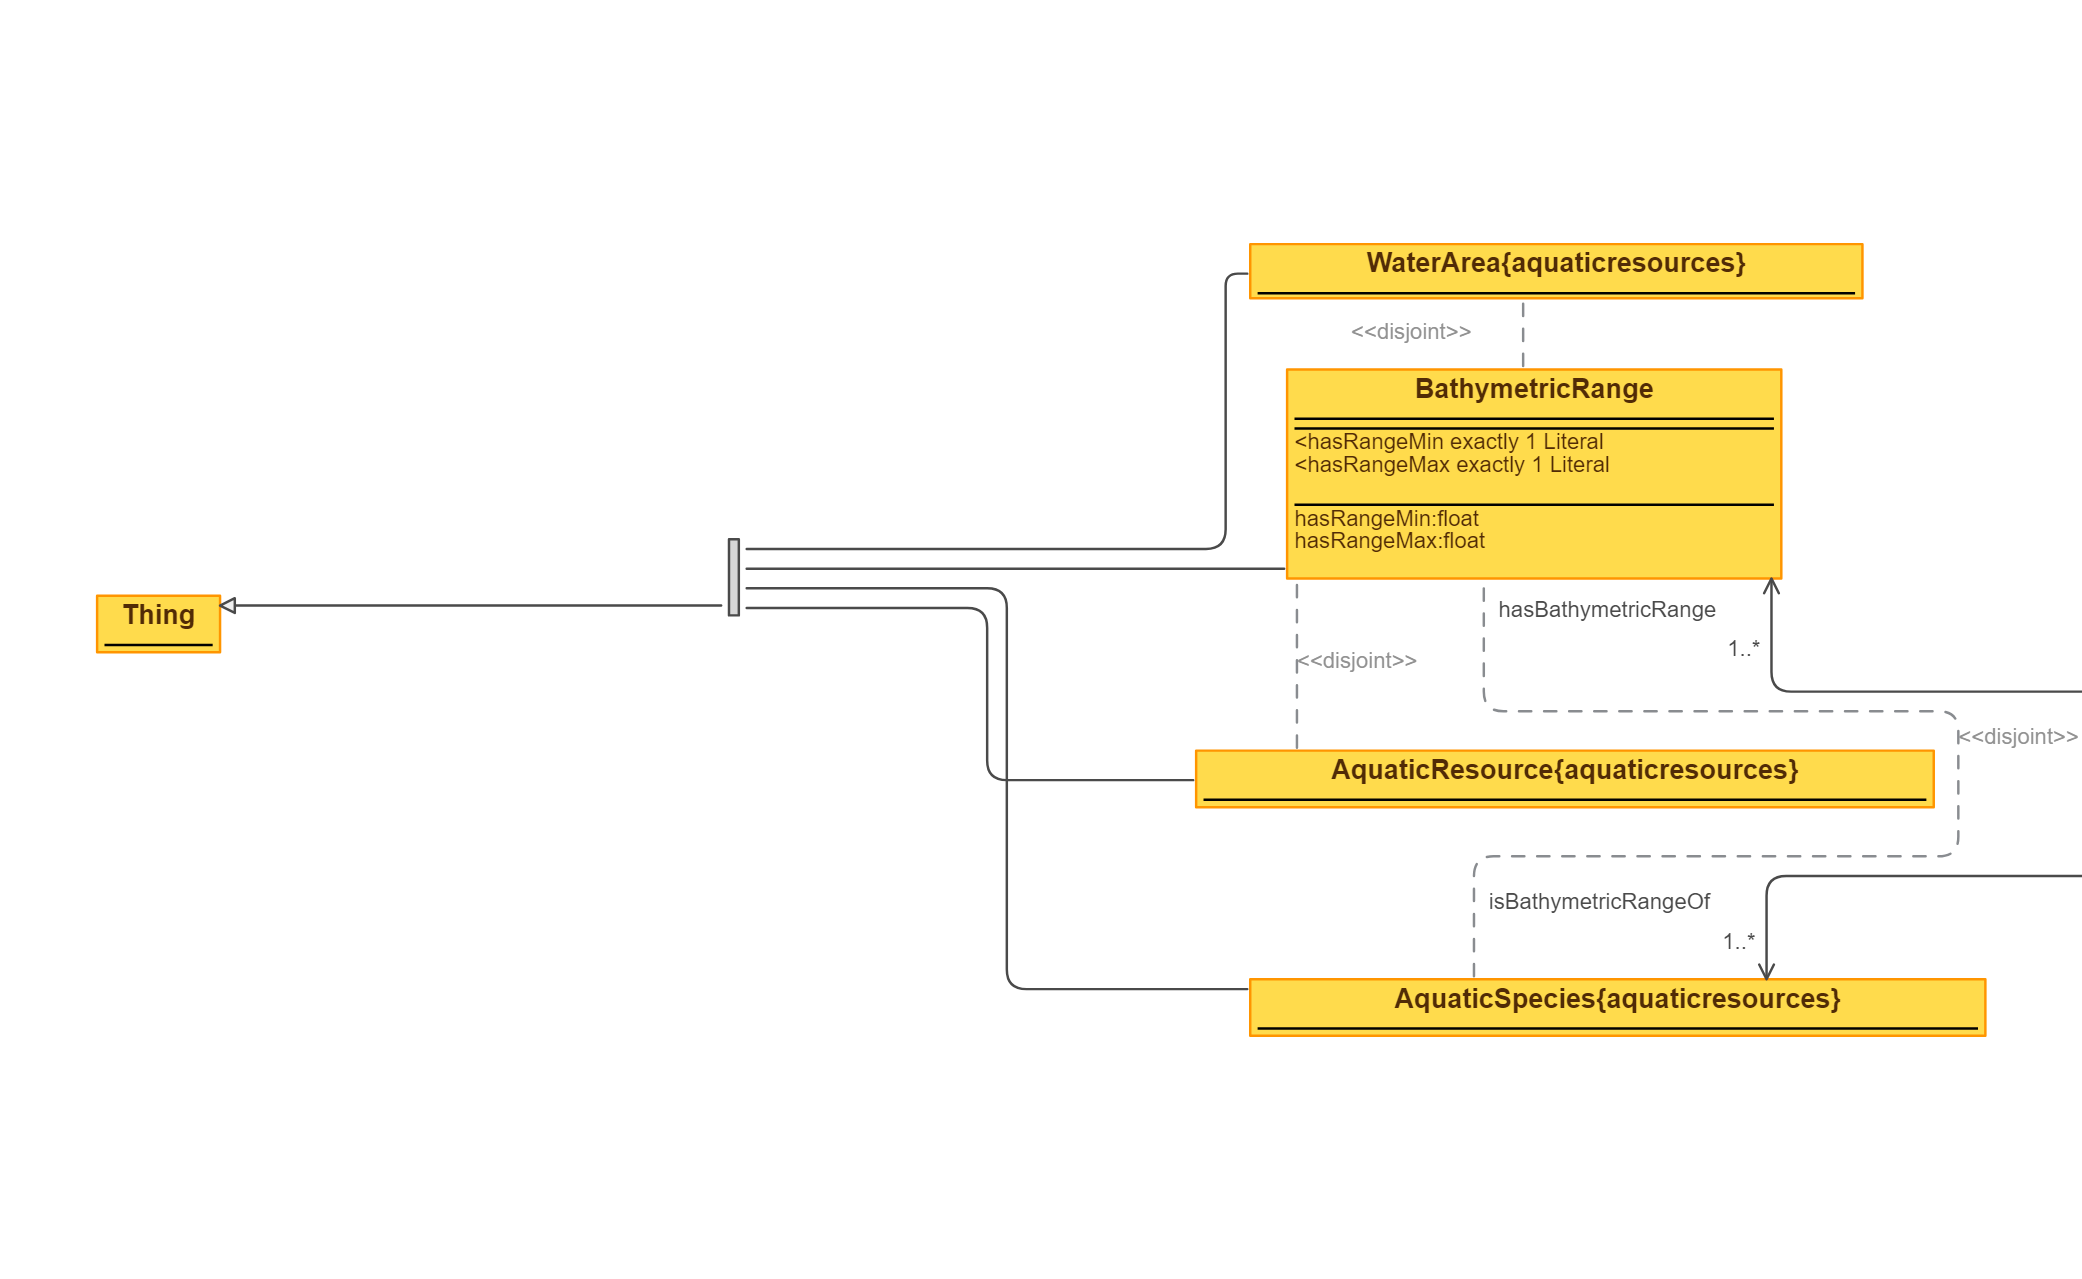 WaterArea{aquaticresources}
<<disjoint>>
BathymetricRange
<hasRangeMin exactly 1 Literal
<hasRangeMax exactly 1 Literal
hasRangeMin:float
hasRangeMax:float
Thing
hasBathymetricRange
1..*
<<disjoint>>
<<disjoint>>
AquaticResource{aquaticresources}
isBathymetricRangeOf
1..*
AquaticSpecies{aquaticresources}